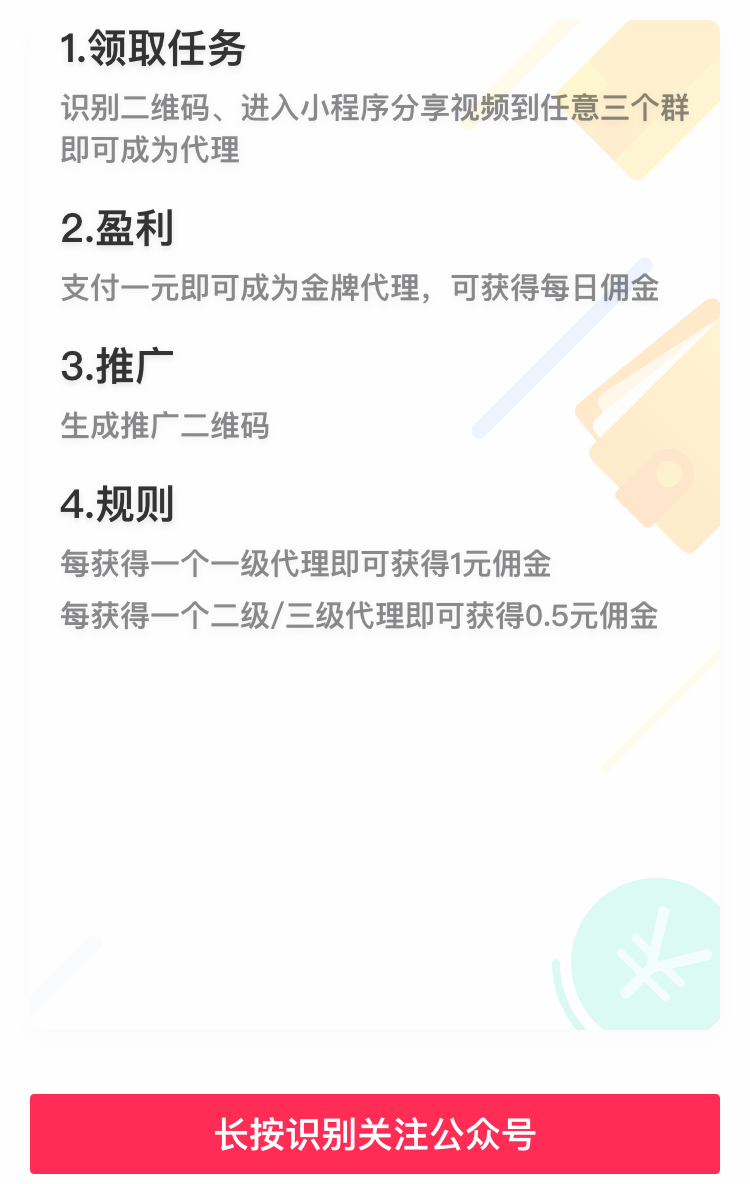 1.领取任务
识别二维码、进入小程序分享视频到任意三个群
即可成为代理
2.盈利
支付一元即可成为金牌代理，可获得每日佣金
3.推广
生成推广二维码
4.规则
每获得一个一级代理即可获得1元佣金
每获得一个二级/三级代理即可获得0.5元佣金
长按识别关注公众号